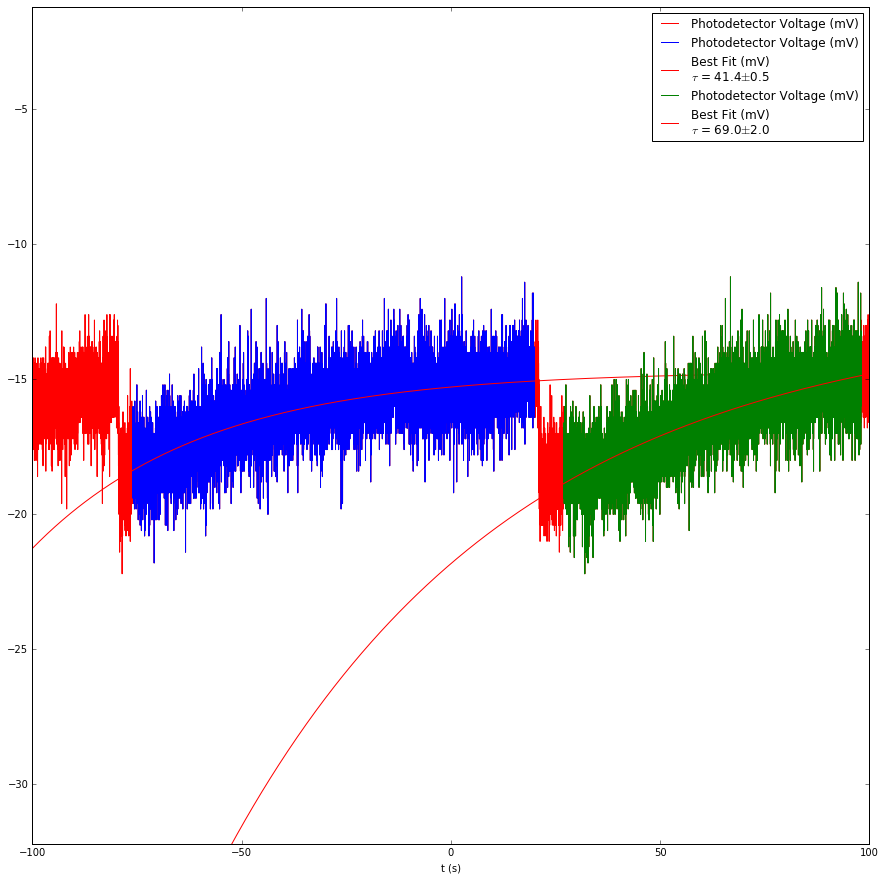 Photodetector Voltage (mV)
Photodetector Voltage (mV)
Best Fit (mV)
τ = 41.4±0.5
Photodetector Voltage (mV)
Best Fit (mV)
τ = 69.0±2.0
−5
−10
−15
−20
−25
−30
−100
−50
0
50
100
t (s)